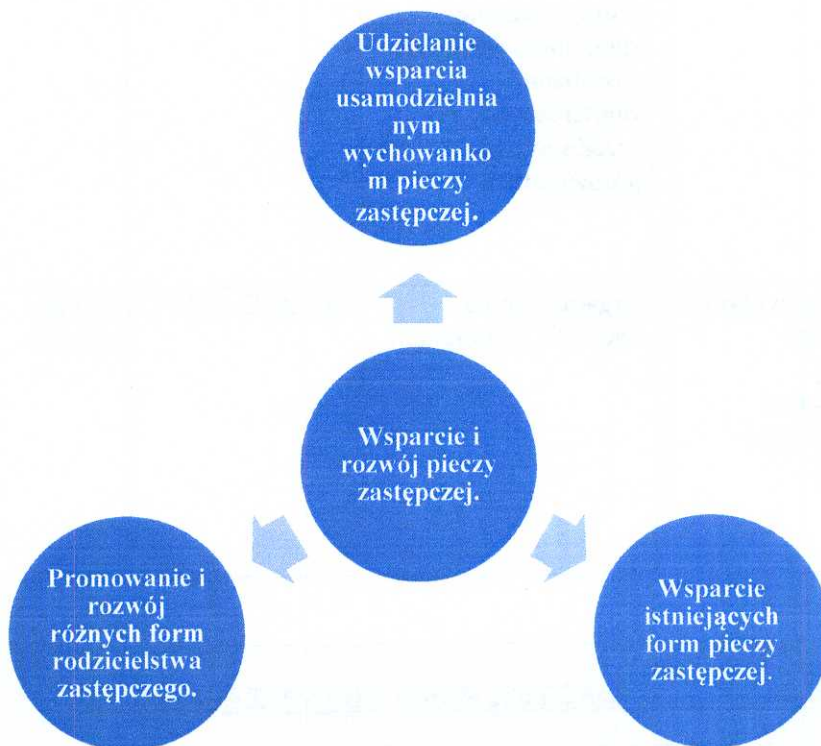 Udzielanie
wsparcia
usamodzielnia
nym
wychowanko
m pieczy
zastępczej.
Wsparcie i
rozwój pieczy
zastępczej.
Promowanie i
rozwój
różnych form
rodzicielstwa
zastępczego.
Wsparcie
istniejących
form pieczy
zastępczej.